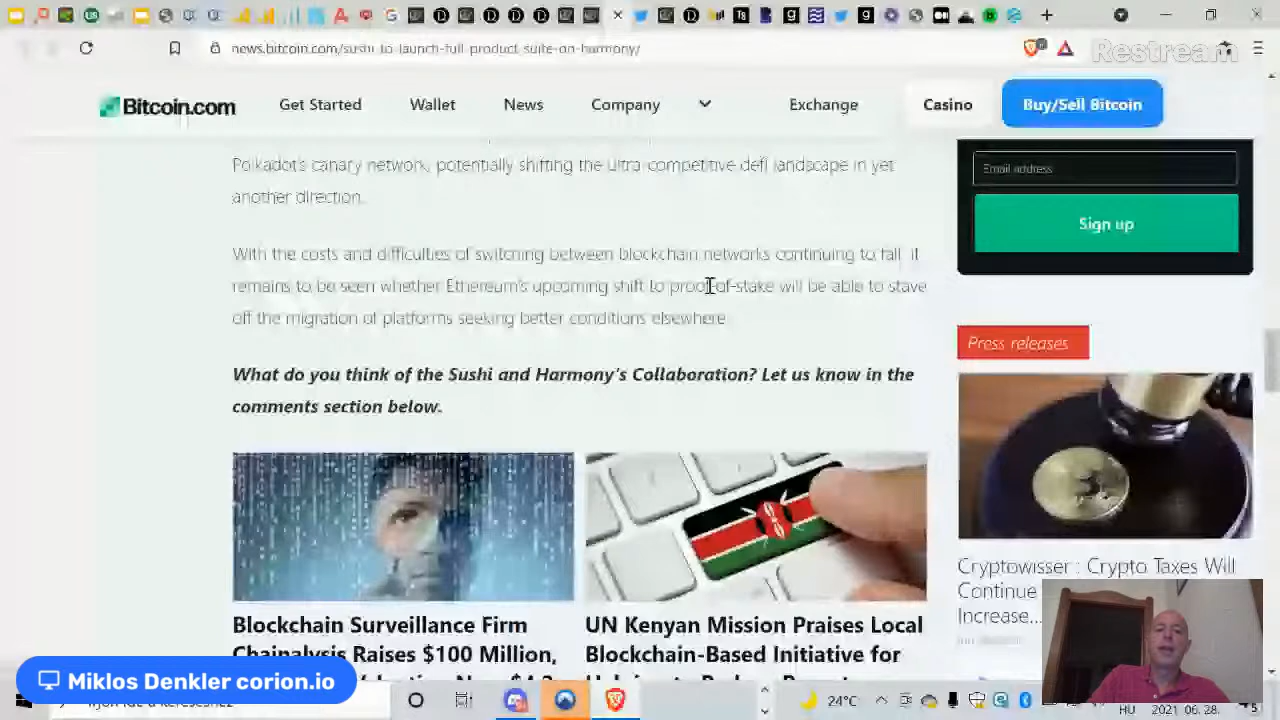 news.bitcoin.com/sushi-to-launch-full-product-suite-on-harmony/
Restream
Bitcoin.com
Get Started
Wallet
News
Company
Exchange
Casino
Buy/Sell Bitcoin
Polkadot's canary network, potentially shifting the ultra-competitive defi landscape in yet
another direction.
With the costs and difficulties of switching between blockchain networks continuing to fall, it
remains to be seen whether Ethereum's upcoming shift to proof-of-stake will be able to stave
off the migration of platforms seeking better conditions elsewhere.
What do you think of the Sushi and Harmony's Collaboration? Let us know in the
comments section below.
Blockchain Surveillance Firm
Chainalysis Raises $100 Million,
UN Kenyan Mission Praises Local
Blockchain-Based Initiative for
Email address
Sign up
Press releases
Cryptowisser : Crypto Taxes Will
Continue
Increase...
Miklos Denkler corion.io
24°C
HU
2021. 06. 28.